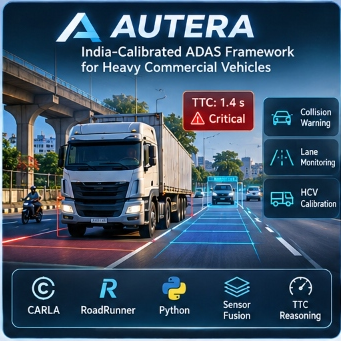 AUTERA
India-Calibrated ADAS Framework
for Heavy Commercial Vehicles
TTC: 1.4 s
Critical
Collision
Warning
Lane
Monitoring
HCV
Calibration
CARLA
RoadRunner
Python
Sensor
Fusion
TTC
Reasoning